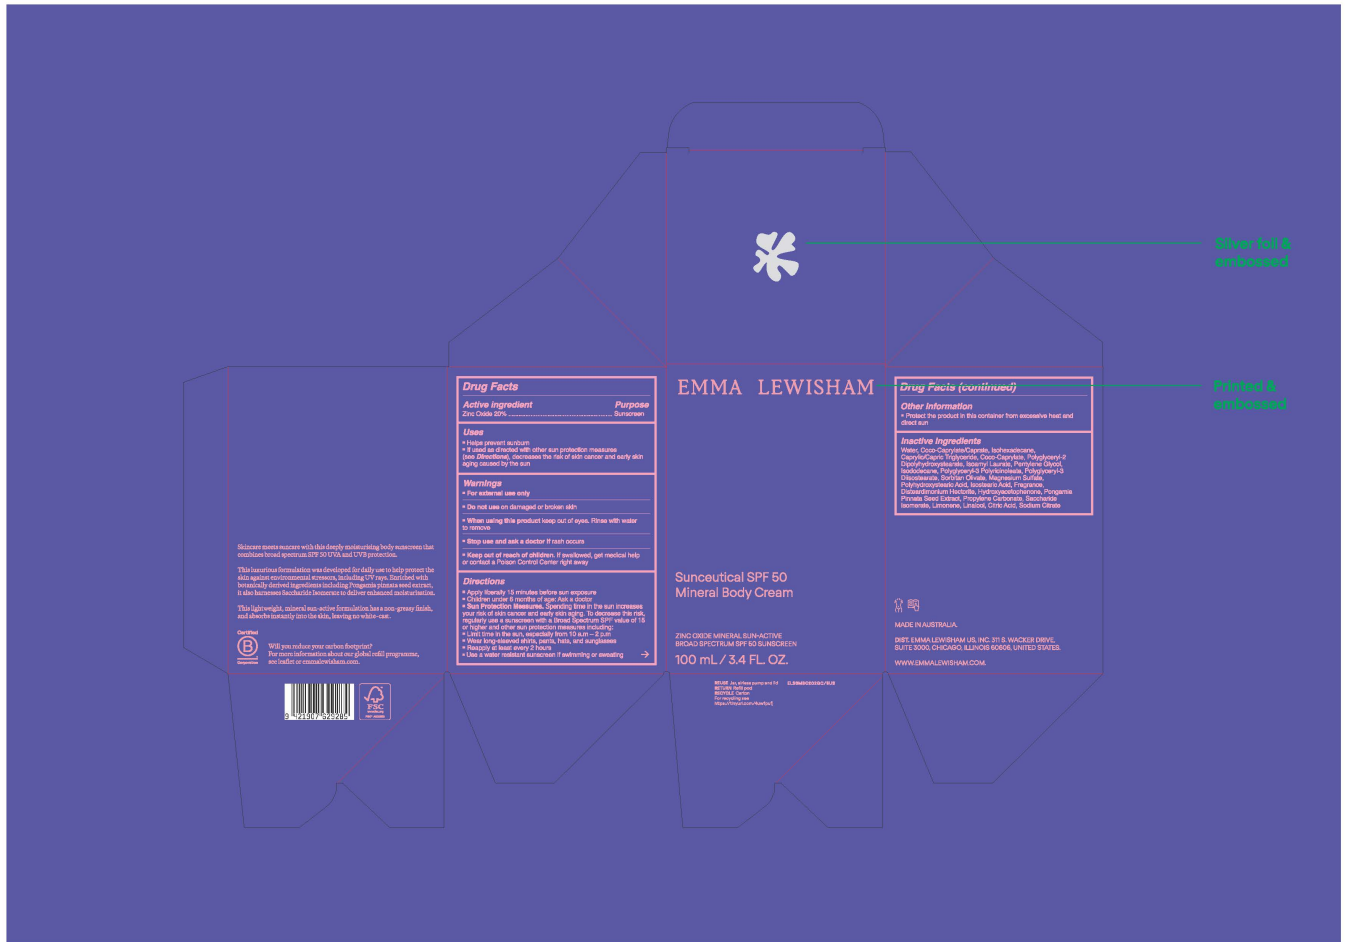 Silver foil &
embossed
EMMA LEWISHAM
Printed &
embossed
Skincare meets suncare with this deeply moisturising body sunscreen that
combines broad spectrum SPF 50 UVA and UVB protection.
This luxurious formulation was developed for daily use to help protect the
skin against environmental stressors, including UV rays. Enriched with
botanically derived ingredients including Pongamia pinnata seed extract,
it also harnesses Saccharide Isomerate to deliver enhanced moisturisation.
This lightweight, mineral sun-active formulation has a non-greasy finish,
and absorbs instantly into the skin, leaving no white-cast.
Certified
B
Corporation
Will you reduce your carbon footprint?
For more information about our global refill programme,
see leaflet or emmalewisham.com.
9 421907 629285
FSC
Drug Facts
Active ingredient Purpose
Zinc Oxide 20% ................................................ Sunscreen
Uses
▪ Helps prevent sunburn
▪ If used as directed with other sun protection measures
(see Directions), decreases the risk of skin cancer and early skin
aging caused by the sun
Warnings
▪ For external use only
▪ Do not use on damaged or broken skin
▪ When using this product keep out of eyes. Rinse with water
to remove
▪ Stop use and ask a doctor if rash occurs
▪ Keep out of reach of children. If swallowed, get medical help
or contact a Poison Control Center right away
Directions
▪ Apply liberally 15 minutes before sun exposure
▪ Children under 6 months of age: Ask a doctor
▪ Sun Protection Measures. Spending time in the sun increases
your risk of skin cancer and early skin aging. To decrease this risk,
regularly use a sunscreen with a Broad Spectrum SPF value of 15
or higher and other sun protection measures including:
▪ Limit time in the sun, especially from 10 a.m – 2 p.m
▪ Wear long-sleeved shirts, pants, hats, and sunglasses
▪ Reapply at least every 2 hours
▪ Use a water resistant sunscreen if swimming or sweating →
Sunceutical SPF 50
Mineral Body Cream
ZINC OXIDE MINERAL SUN-ACTIVE
BROAD SPECTRUM SPF 50 SUNSCREEN
100 mL / 3.4 FL. OZ.
REUSE Jar, airless pump and lid
RETURN Refill pod
RECYCLE Carton
For recycling see
Drug Facts (continued)
Other Information
▪ Protect the product in this container from excessive heat and
direct sun
Inactive Ingredients
Water, Coco-Caprylate/Caprate, Isohexadecane,
Caprylic/Capric Triglyceride, Coco-Caprylate, Polyglyceryl-2
Dipolyhydroxystearate, Isoamyl Laurate, Pentylene Glycol,
Isododecane, Polyglyceryl-3 Polyricinoleate, Polyglyceryl-3
Diisostearate, Sorbitan Olivate, Magnesium Sulfate,
Polyhydroxystearic Acid, Isostearic Acid, Fragrance,
Disteardimonium Hectorite, Hydroxyacetophenone, Pongamia
Pinnata Seed Extract, Propylene Carbonate, Saccharide
Isomerate, Limonene, Linalool, Citric Acid, Sodium Citrate
MADE IN AUSTRALIA.
DIST. EMMA LEWISHAM US, INC. 311 S. WACKER DRIVE,
SUITE 3000, CHICAGO, ILLINOIS 60606, UNITED STATES.
WWW.EMMALEWISHAM.COM.